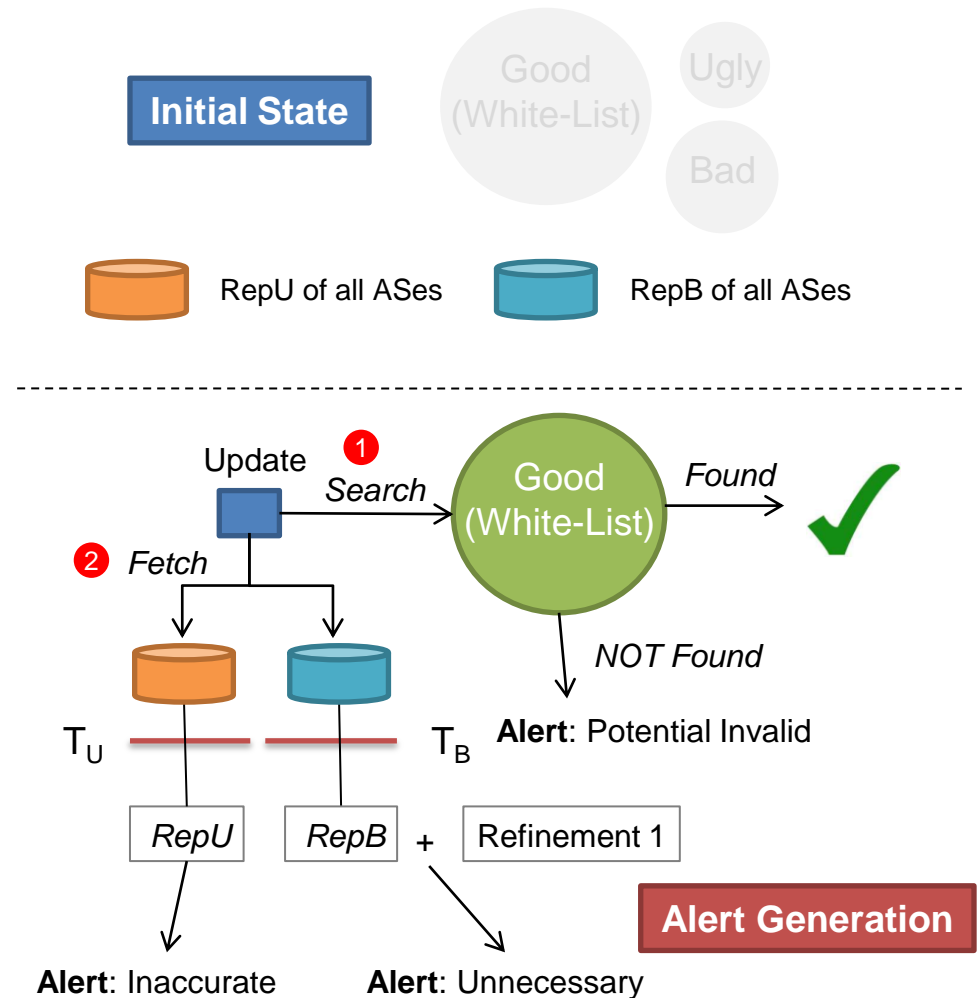 Initial State
Good
(White-List)
Ugly
Bad
RepU of all ASes
RepB of all ASes
1
Update
Search
Good
(White-List)
Found
2
Fetch
NOT Found
T_U
T_B
Alert: Potential Invalid
RepU
RepB
+
Refinement 1
Alert Generation
Alert: Inaccurate
Alert: Unnecessary